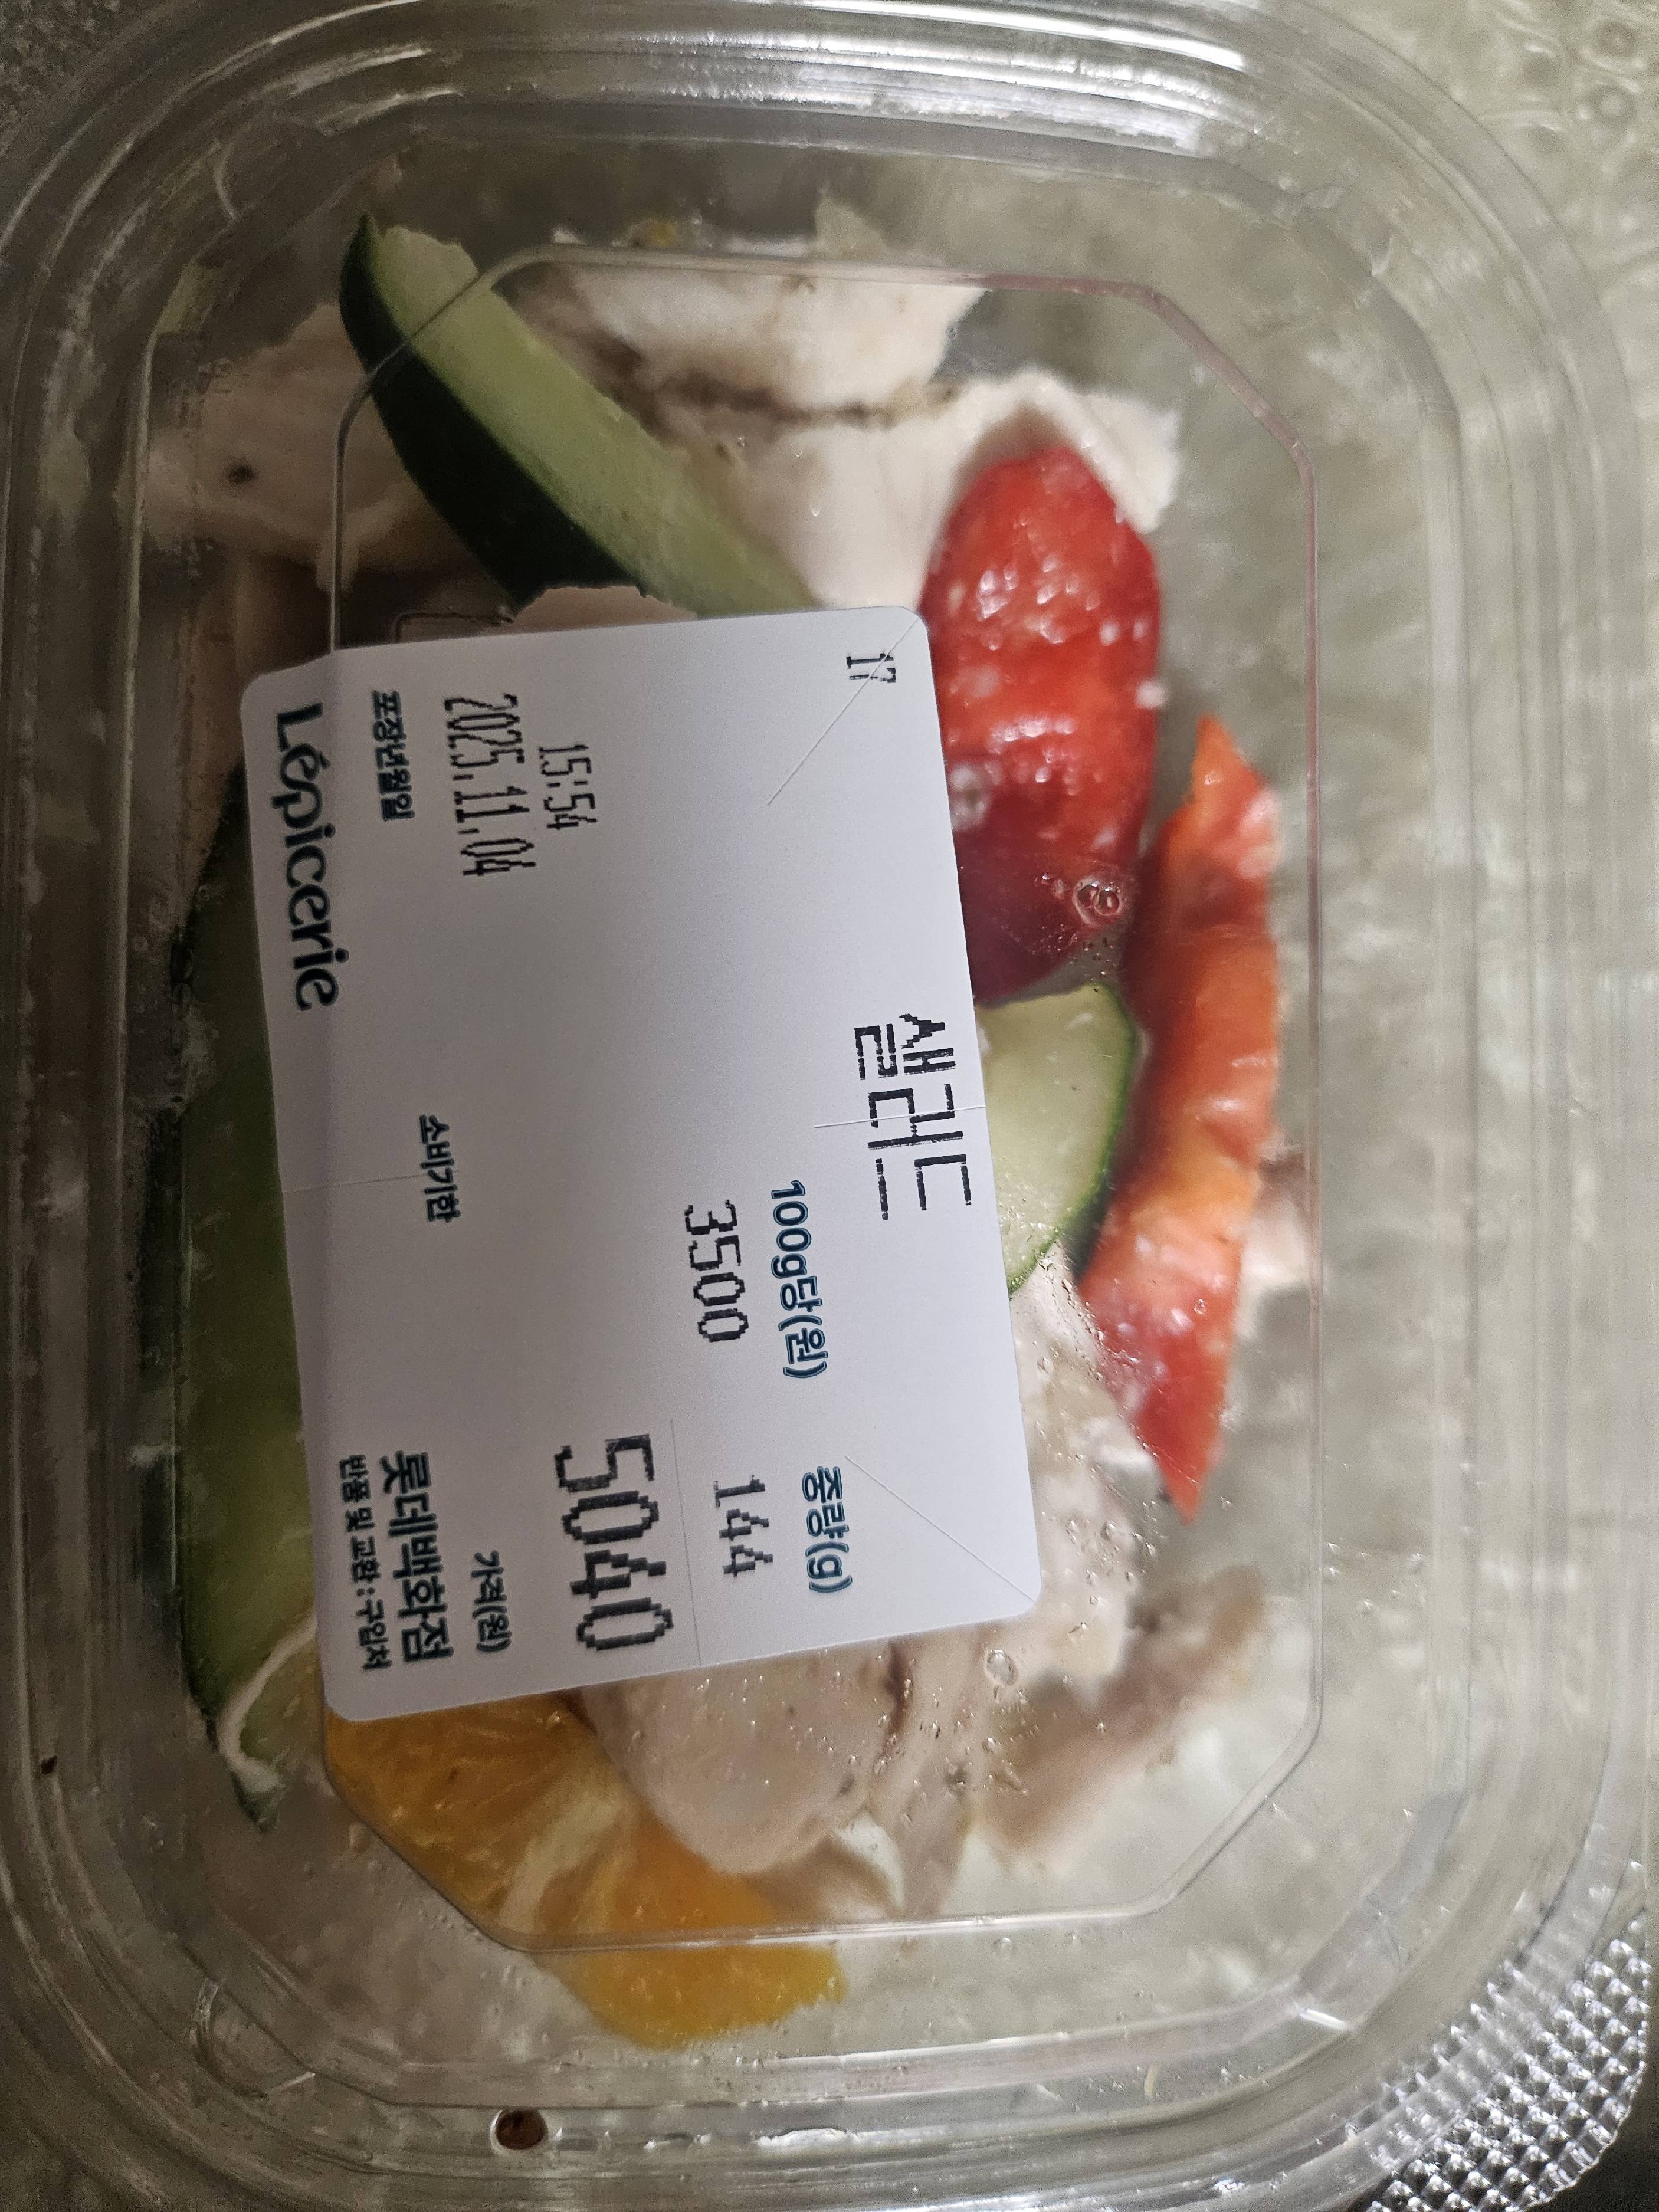 17
샐러드
100g당(원)
중량(g)
3500
144
15:54
2025.11.04
5040
포장년월일
소비기한
가격(원)
Lépicerie
롯데백화점
반품 및 교환:구입처